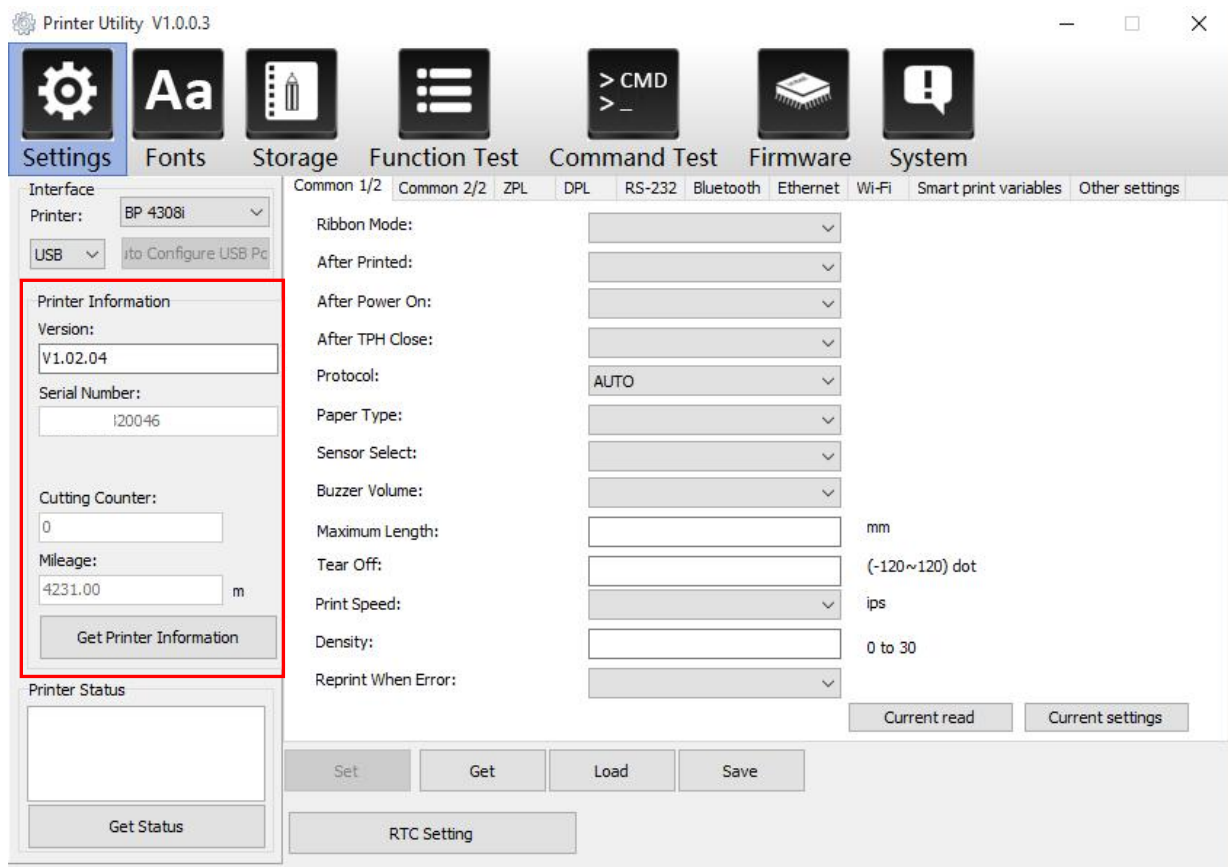 Printer Utility V1.0.0.3
Aa
> CMD
> _
Settings Fonts Storage Function Test Command Test Firmware System
Interface
Printer: BP 4308i
USB ito Configure USB Pc
Printer Information
Version:
V1.02.04
Serial Number:
20046
Cutting Counter:
0
Mileage:
4231.00 m
Get Printer Information
Printer Status
Get Status
Common 1/2 Common 2/2 ZPL DPL RS-232 Bluetooth Ethernet Wi-Fi Smart print variables Other settings
Ribbon Mode:
After Printed:
After Power On:
After TPH Close:
Protocol: AUTO
Paper Type:
Sensor Select:
Buzzer Volume:
Maximum Length: mm
Tear Off: (-120~120) dot
Print Speed: ips
Density: 0 to 30
Reprint When Error:
Current read Current settings
Set Get Load Save
RTC Setting